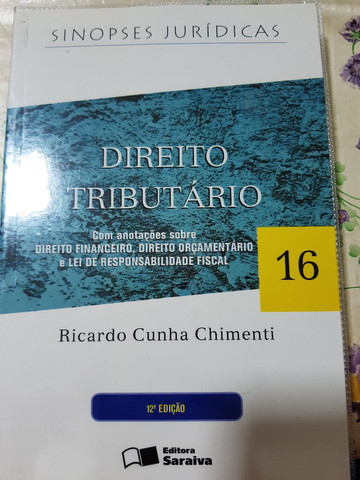 SINOPSES JURÍDICAS
DIREITO
TRIBUTÁRIO
Com anotações sobre
DIREITO FINANCEIRO, DIREITO ORÇAMENTÁRIO
e LEI DE RESPONSABILIDADE FISCAL
16
Ricardo Cunha Chimenti
12ª EDIÇÃO
Editora
Saraiva